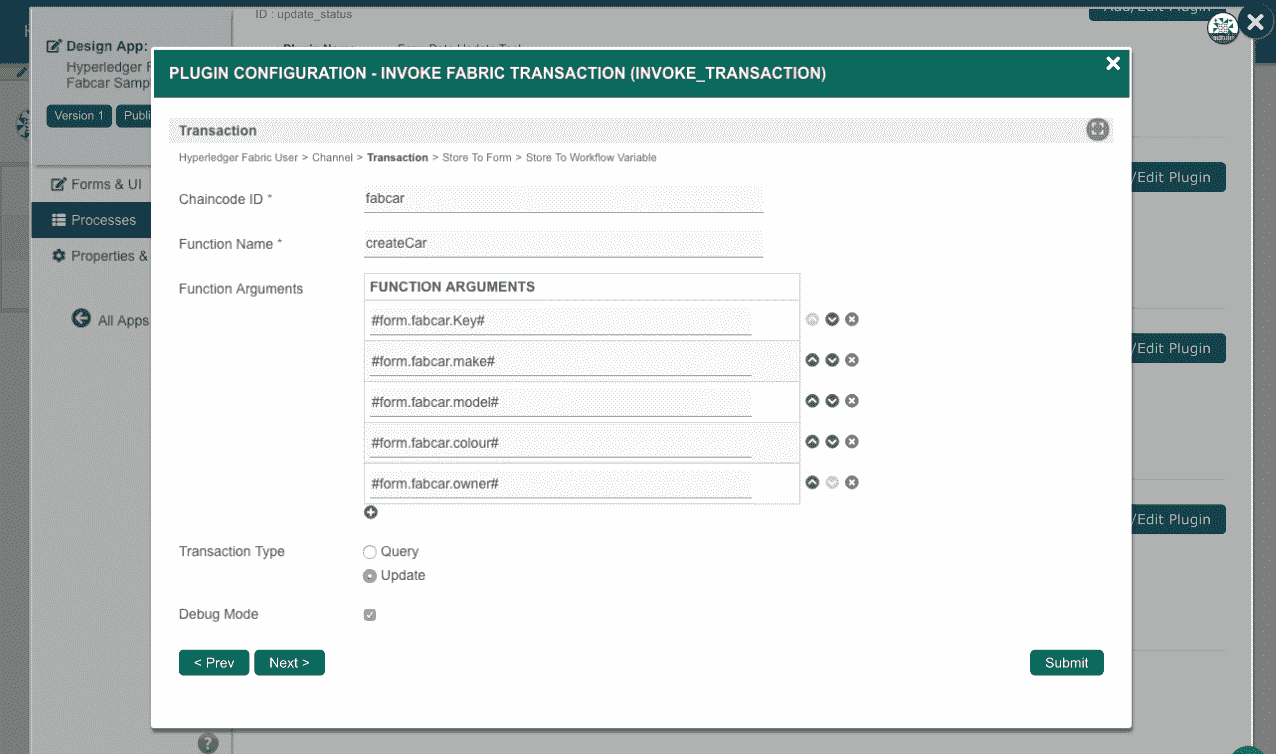 ID : update_status
Design App:
Hyperledger F
Fabcar Samp
Version 1 Publi
Forms & UI
Processes
Properties &
All Apps
PLUGIN CONFIGURATION - INVOKE FABRIC TRANSACTION (INVOKE_TRANSACTION)
Transaction
Hyperledger Fabric User > Channel > Transaction > Store To Form > Store To Workflow Variable
Chaincode ID * fabcar
Function Name * createCar
Function Arguments
FUNCTION ARGUMENTS
#form.fabcar.Key#
#form.fabcar.make#
#form.fabcar.model#
#form.fabcar.colour#
#form.fabcar.owner#
Transaction Type
Query
Update
Debug Mode
< Prev Next > Submit
/Edit Plugin
/Edit Plugin
/Edit Plugin
?